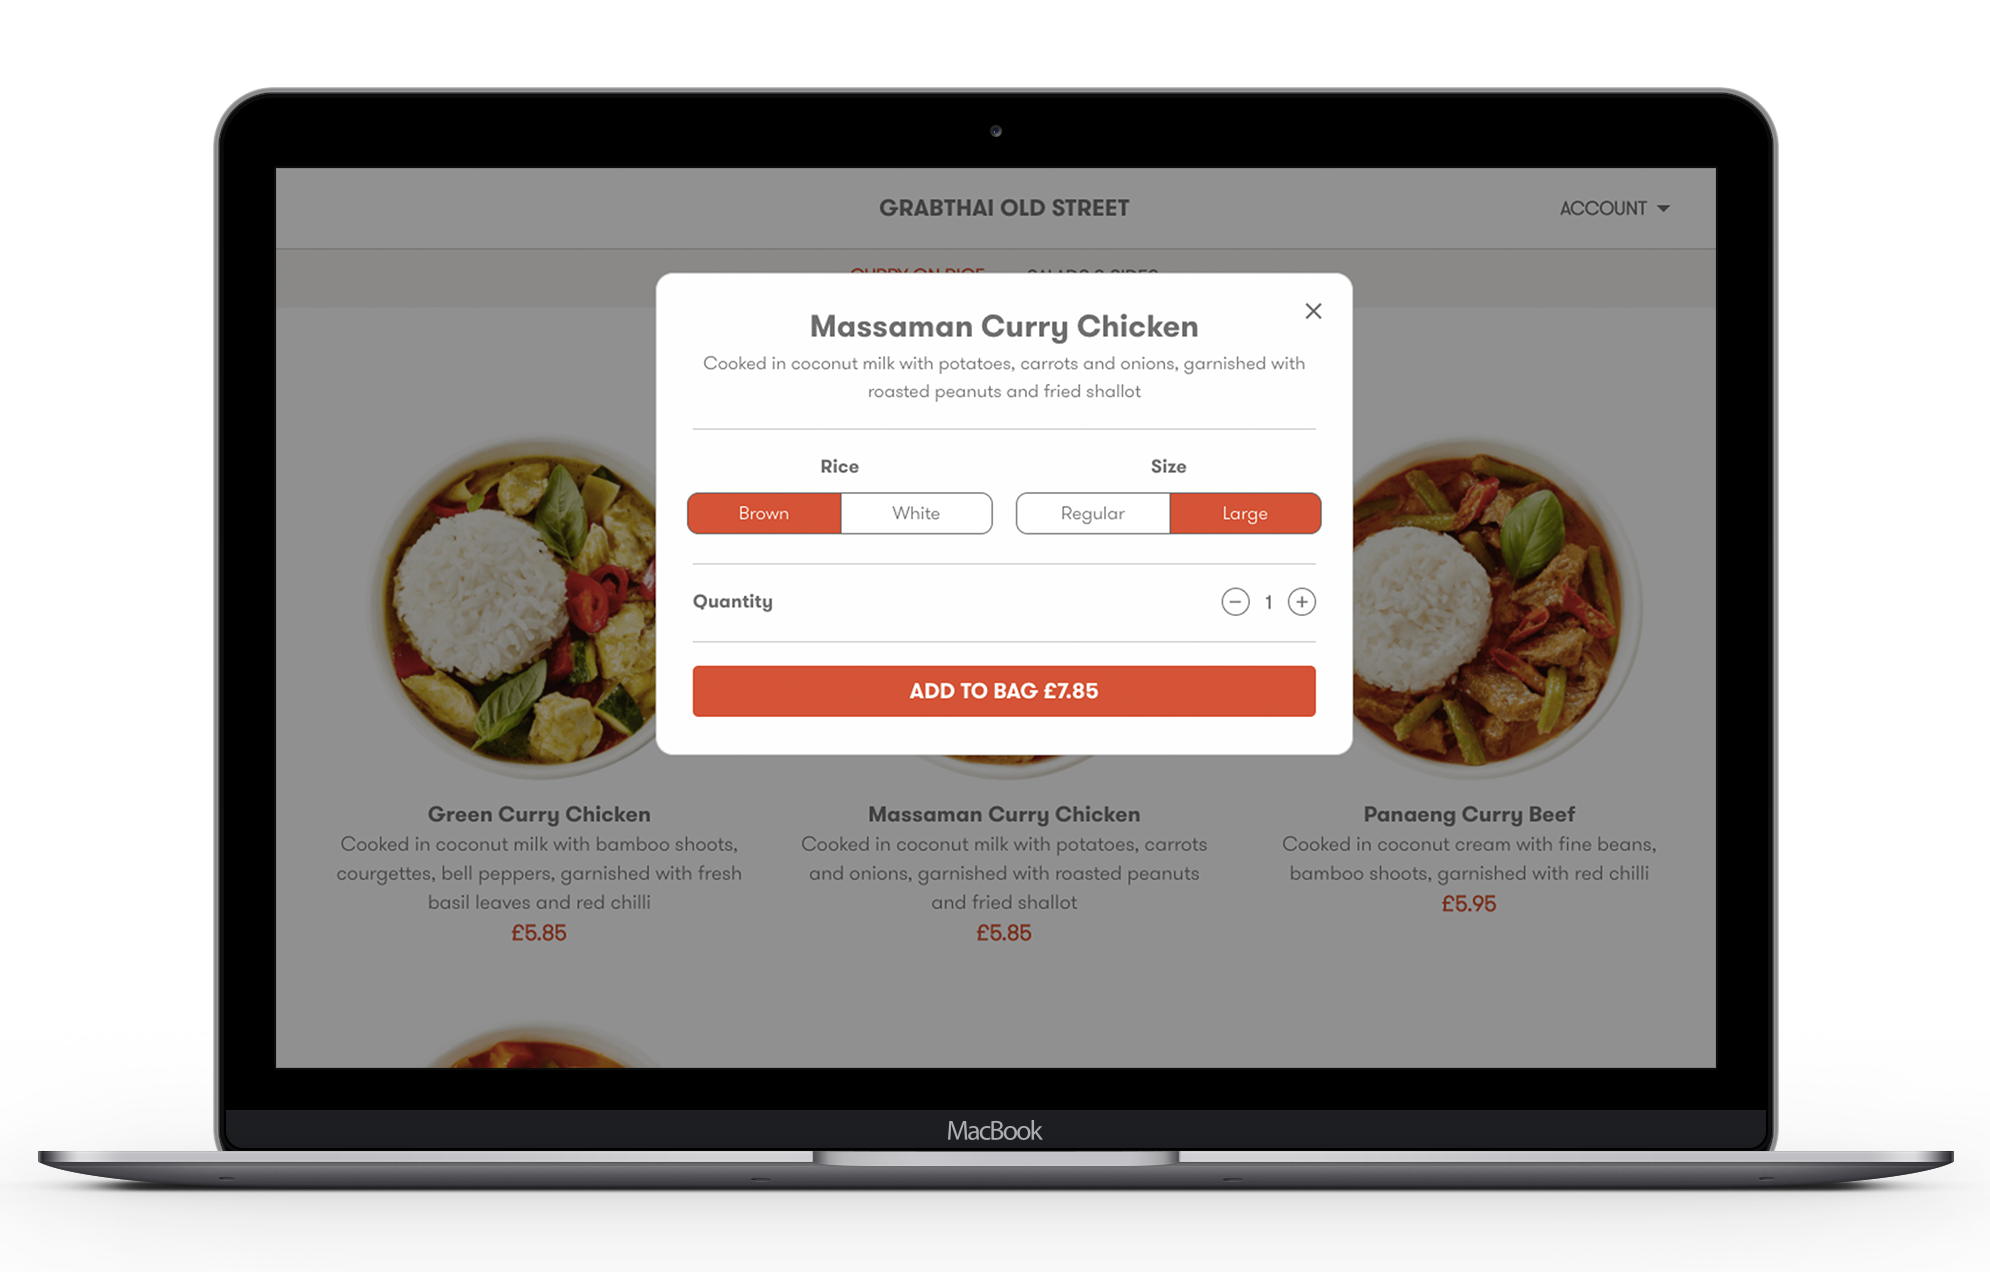 GRABTHAI OLD STREET
ACCOUNT
CURRY ON RICE
SALADS & SIDES
Massaman Curry Chicken
Cooked in coconut milk with potatoes, carrots and onions, garnished with
roasted peanuts and fried shallot
Rice
Size
Brown
White
Regular
Large
Quantity
1
ADD TO BAG £7.85
Green Curry Chicken
Cooked in coconut milk with bamboo shoots,
courgettes, bell peppers, garnished with fresh
basil leaves and red chilli
£5.85
Massaman Curry Chicken
Cooked in coconut milk with potatoes, carrots
and onions, garnished with roasted peanuts
and fried shallot
£5.85
Panaeng Curry Beef
Cooked in coconut cream with fine beans,
bamboo shoots, garnished with red chilli
£5.95
MacBook